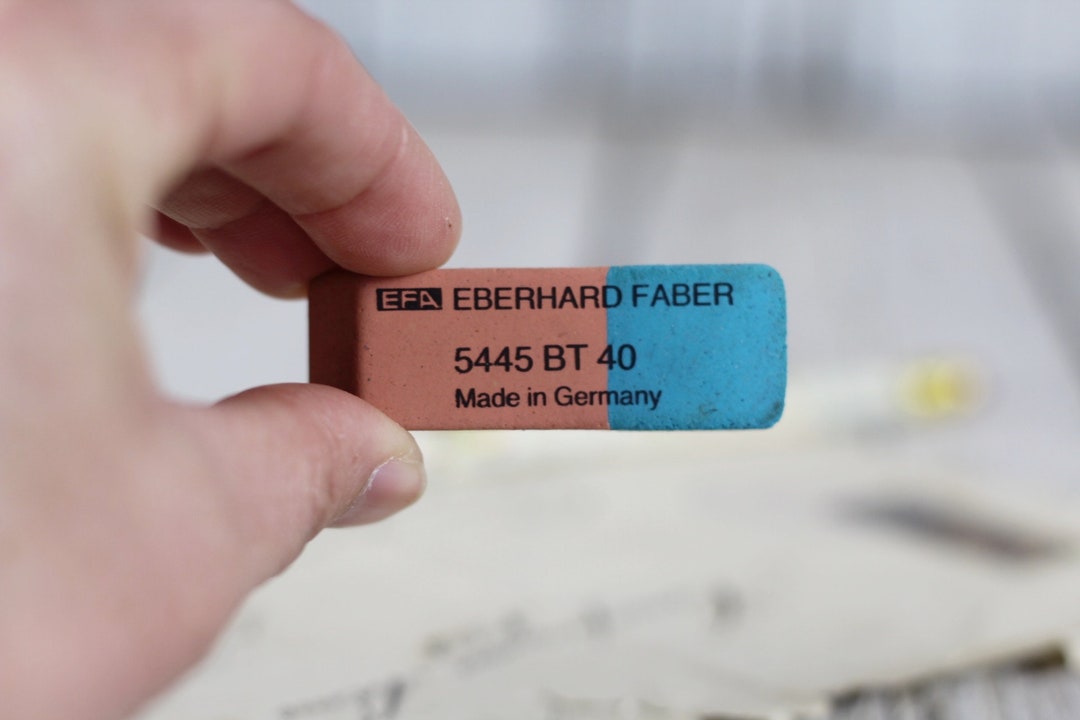 EFA EBERHARD FABER
5445 BT 40
Made in Germany